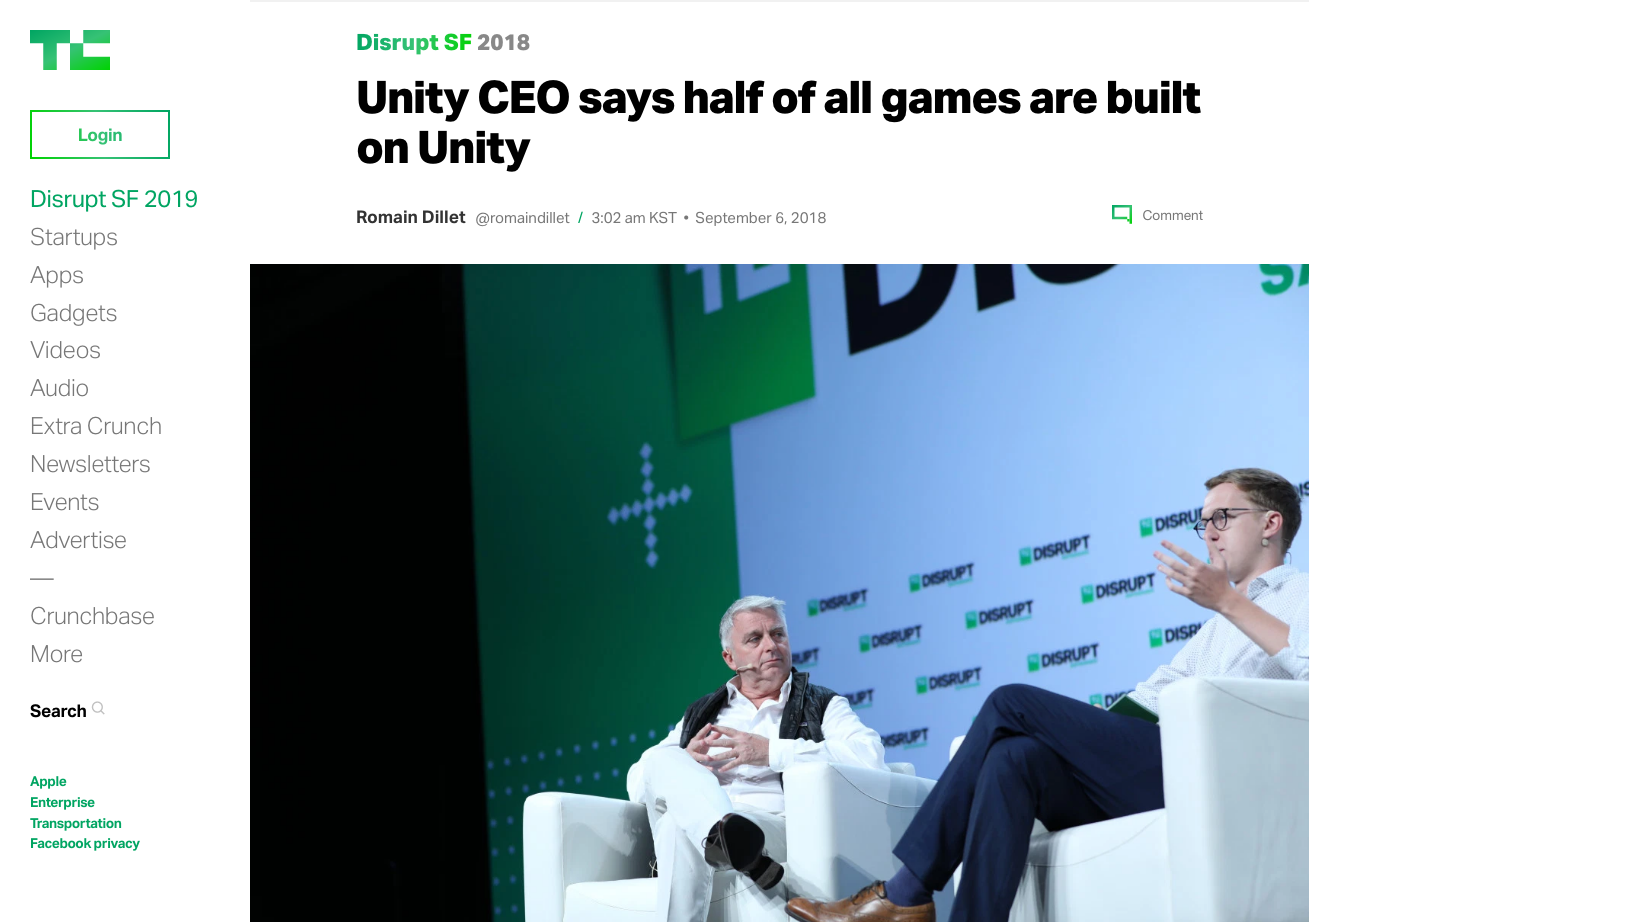 TC
Login
Disrupt SF 2019
Startups
Apps
Gadgets
Videos
Audio
Extra Crunch
Newsletters
Events
Advertise
—
Crunchbase
More
Search
Apple
Enterprise
Transportation
Facebook privacy
Disrupt SF 2018
Unity CEO says half of all games are built
on Unity
Romain Dillet @romaindillet / 3:02 am KST • September 6, 2018
Comment
DISRUPT
DISRUPT
DISRUPT
DISRUPT
DISRUPT
DISRUPT
DISRUPT
DISRUPT